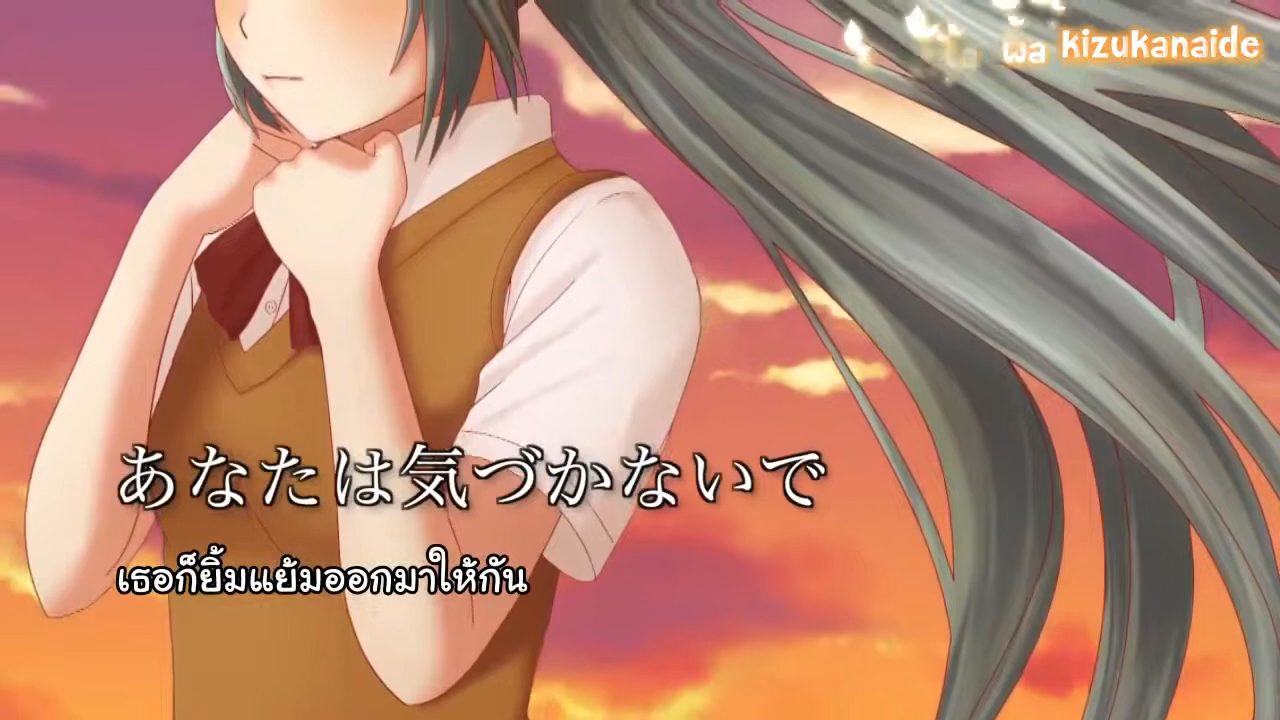 wa kizukanaide
あなたは気づかないで
เธอก็ยิ้มแย้มออกมาให้กัน